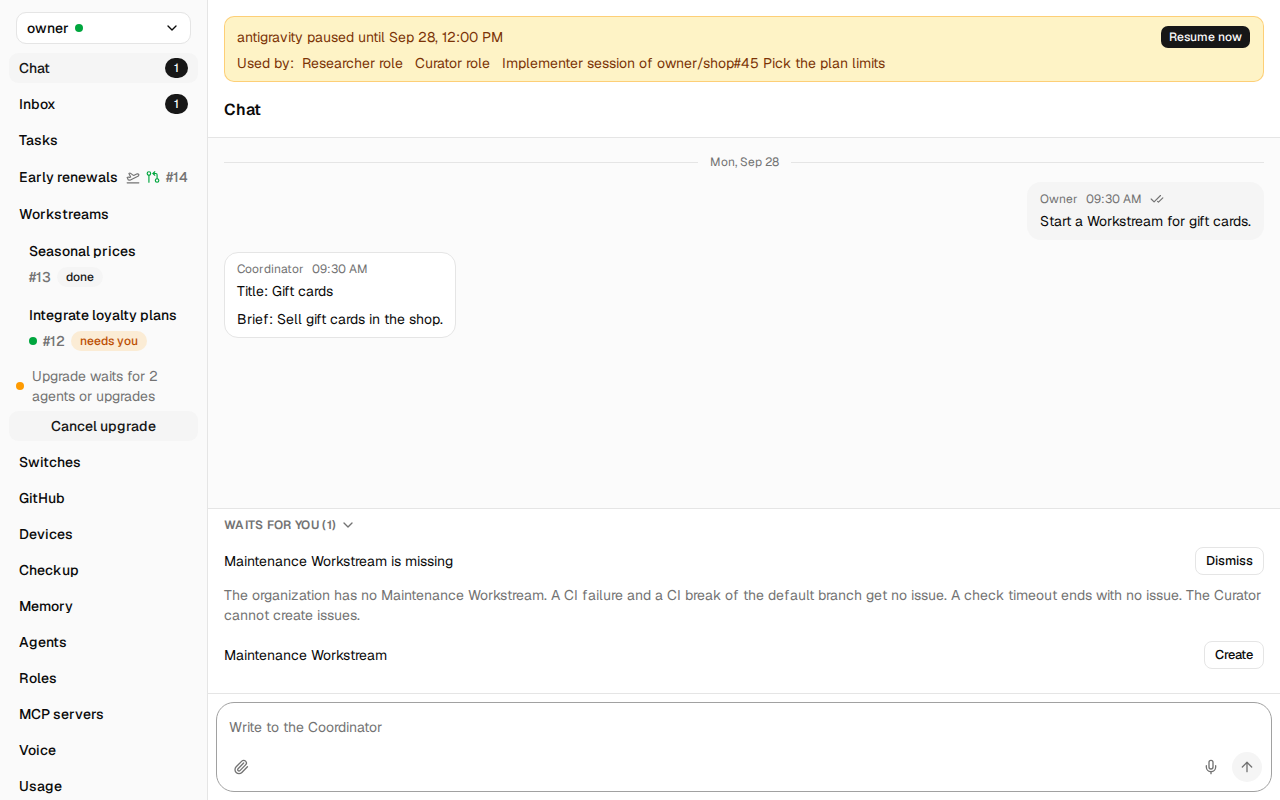 owner
Chat
1
Inbox
1
Tasks
Early renewals #14
Workstreams
Seasonal prices
#13 done
Integrate loyalty plans
#12 needs you
Upgrade waits for 2
agents or upgrades
Cancel upgrade
Switches
GitHub
Devices
Checkup
Memory
Agents
Roles
MCP servers
Voice
Usage
antigravity paused until Sep 28, 12:00 PM
Resume now
Used by: Researcher role Curator role Implementer session of owner/shop#45 Pick the plan limits
Chat
Mon, Sep 28
Owner 09:30 AM
Start a Workstream for gift cards.
Coordinator 09:30 AM
Title: Gift cards
Brief: Sell gift cards in the shop.
WAITS FOR YOU (1)
Maintenance Workstream is missing
Dismiss
The organization has no Maintenance Workstream. A CI failure and a CI break of the default branch get no issue. A check timeout ends with no issue. The Curator
cannot create issues.
Maintenance Workstream
Create
Write to the Coordinator